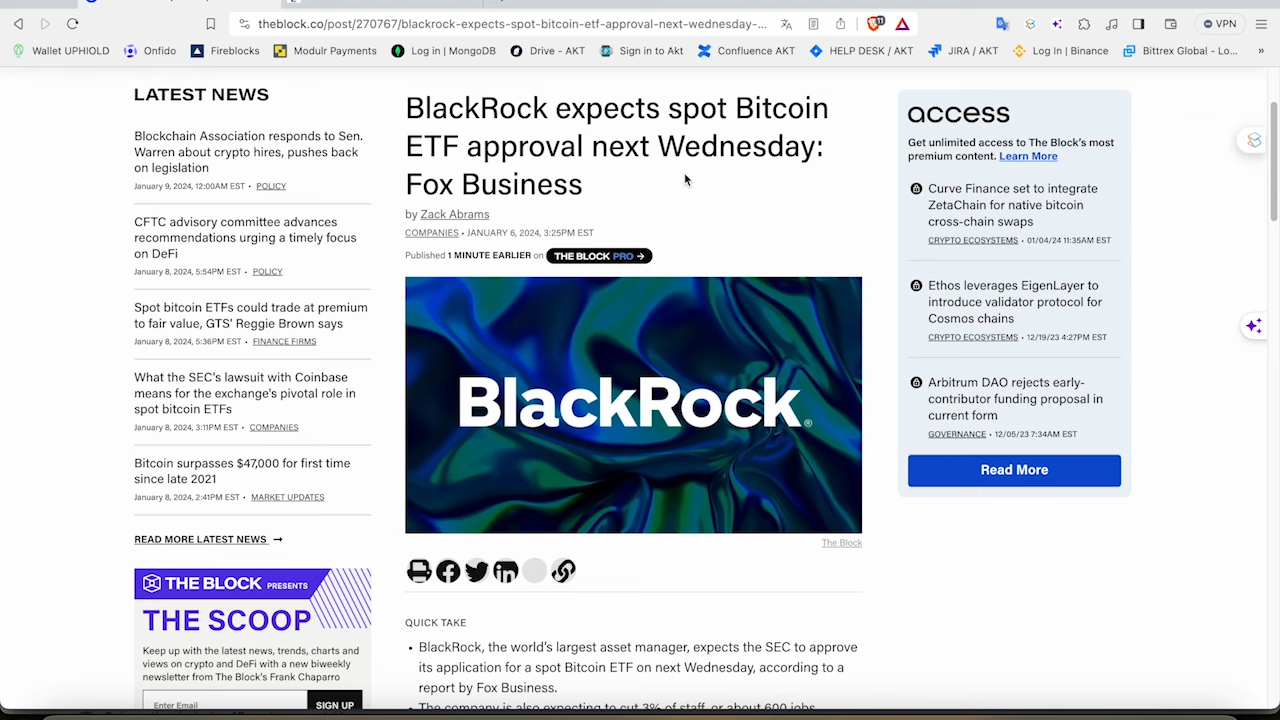 theblock.co/post/270767/blackrock-expects-spot-bitcoin-etf-approval-next-wednesday-...
11
VPN
Wallet UPHIOLD
Onfido
Fireblocks
Modulr Payments
Log in | MongoDB
Drive - AKT
Sign in to Akt
Confluence AKT
HELP DESK / AKT
JIRA / AKT
Log In | Binance
Bittrex Global - Lo...
»
LATEST NEWS
Blockchain Association responds to Sen.
Warren about crypto hires, pushes back
on legislation
January 9, 2024, 12:00AM EST • POLICY
CFTC advisory committee advances
recommendations urging a timely focus
on DeFi
January 8, 2024, 5:54PM EST • POLICY
Spot bitcoin ETFs could trade at premium
to fair value, GTS' Reggie Brown says
January 8, 2024, 5:36PM EST • FINANCE FIRMS
What the SEC's lawsuit with Coinbase
means for the exchange's pivotal role in
spot bitcoin ETFs
January 8, 2024, 3:11PM EST • COMPANIES
Bitcoin surpasses $47,000 for first time
since late 2021
January 8, 2024, 2:41PM EST • MARKET UPDATES
READ MORE LATEST NEWS →
THE BLOCK PRESENTS
THE SCOOP
Keep up with the latest news, trends, charts and
views on crypto and DeFi with a new biweekly
newsletter from The Block's Frank Chaparro
Enter Email
SIGN UP
BlackRock expects spot Bitcoin
ETF approval next Wednesday:
Fox Business
by Zack Abrams
COMPANIES • JANUARY 6, 2024, 3:25PM EST
Published 1 MINUTE EARLIER on THE BLOCK PRO →
BlackRock®
The Block
QUICK TAKE
• BlackRock, the world's largest asset manager, expects the SEC to approve
its application for a spot Bitcoin ETF on next Wednesday, according to a
report by Fox Business.
• The company is also expecting to cut 3% of staff, or about 600 jobs
access
Get unlimited access to The Block's most
premium content. Learn More
Curve Finance set to integrate
ZetaChain for native bitcoin
cross-chain swaps
CRYPTO ECOSYSTEMS • 01/04/24 11:35AM EST
Ethos leverages EigenLayer to
introduce validator protocol for
Cosmos chains
CRYPTO ECOSYSTEMS • 12/19/23 4:27PM EST
Arbitrum DAO rejects early-
contributor funding proposal in
current form
GOVERNANCE • 12/05/23 7:34AM EST
Read More